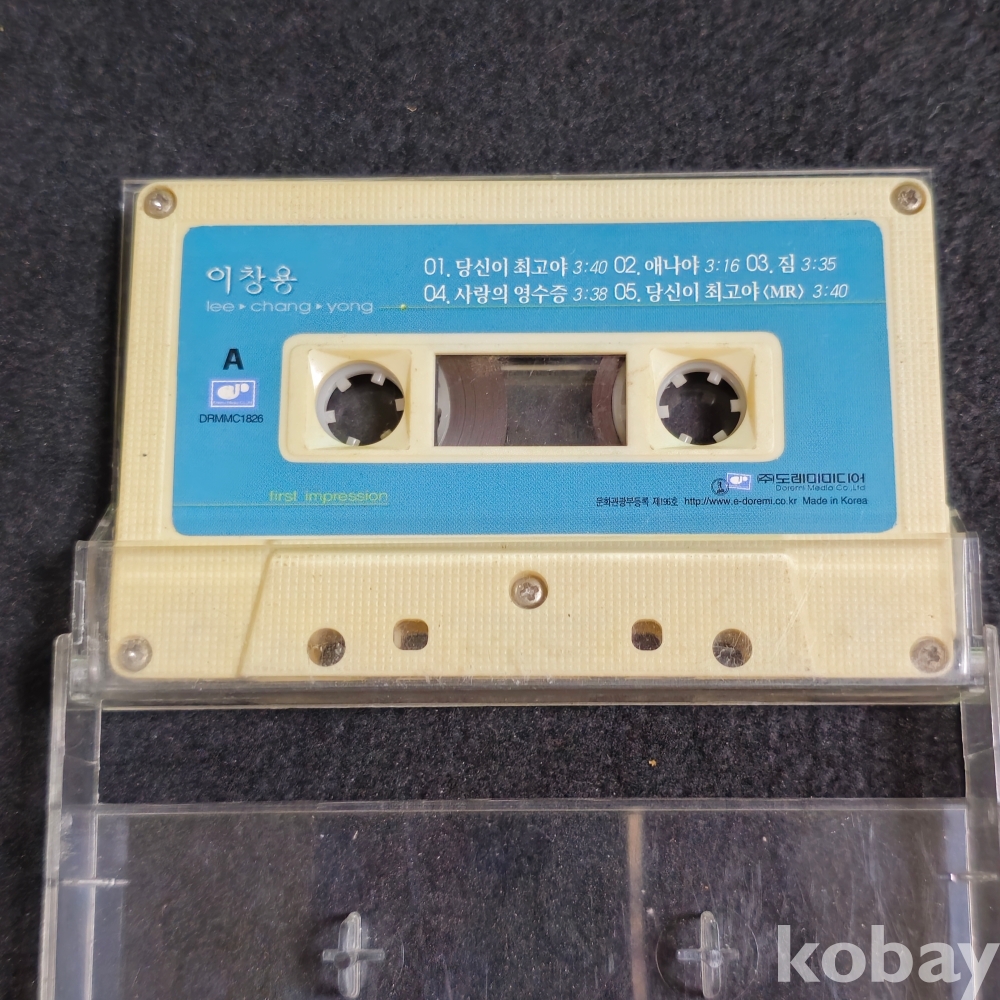 이창용
lee ▸ chang ▸ yong
01. 당신이 최고야 3:40 02. 애나야 3:16 03. 짐 3:35
04. 사랑의 영수증 3:38 05. 당신이 최고야 <MR> 3:40
A
DRMMC1826
first impression
㈜도레미미디어
Doremi Media Co.,Ltd
문화관광부등록 제196호 http://www.e-doremi.co.kr Made in Korea
kobay